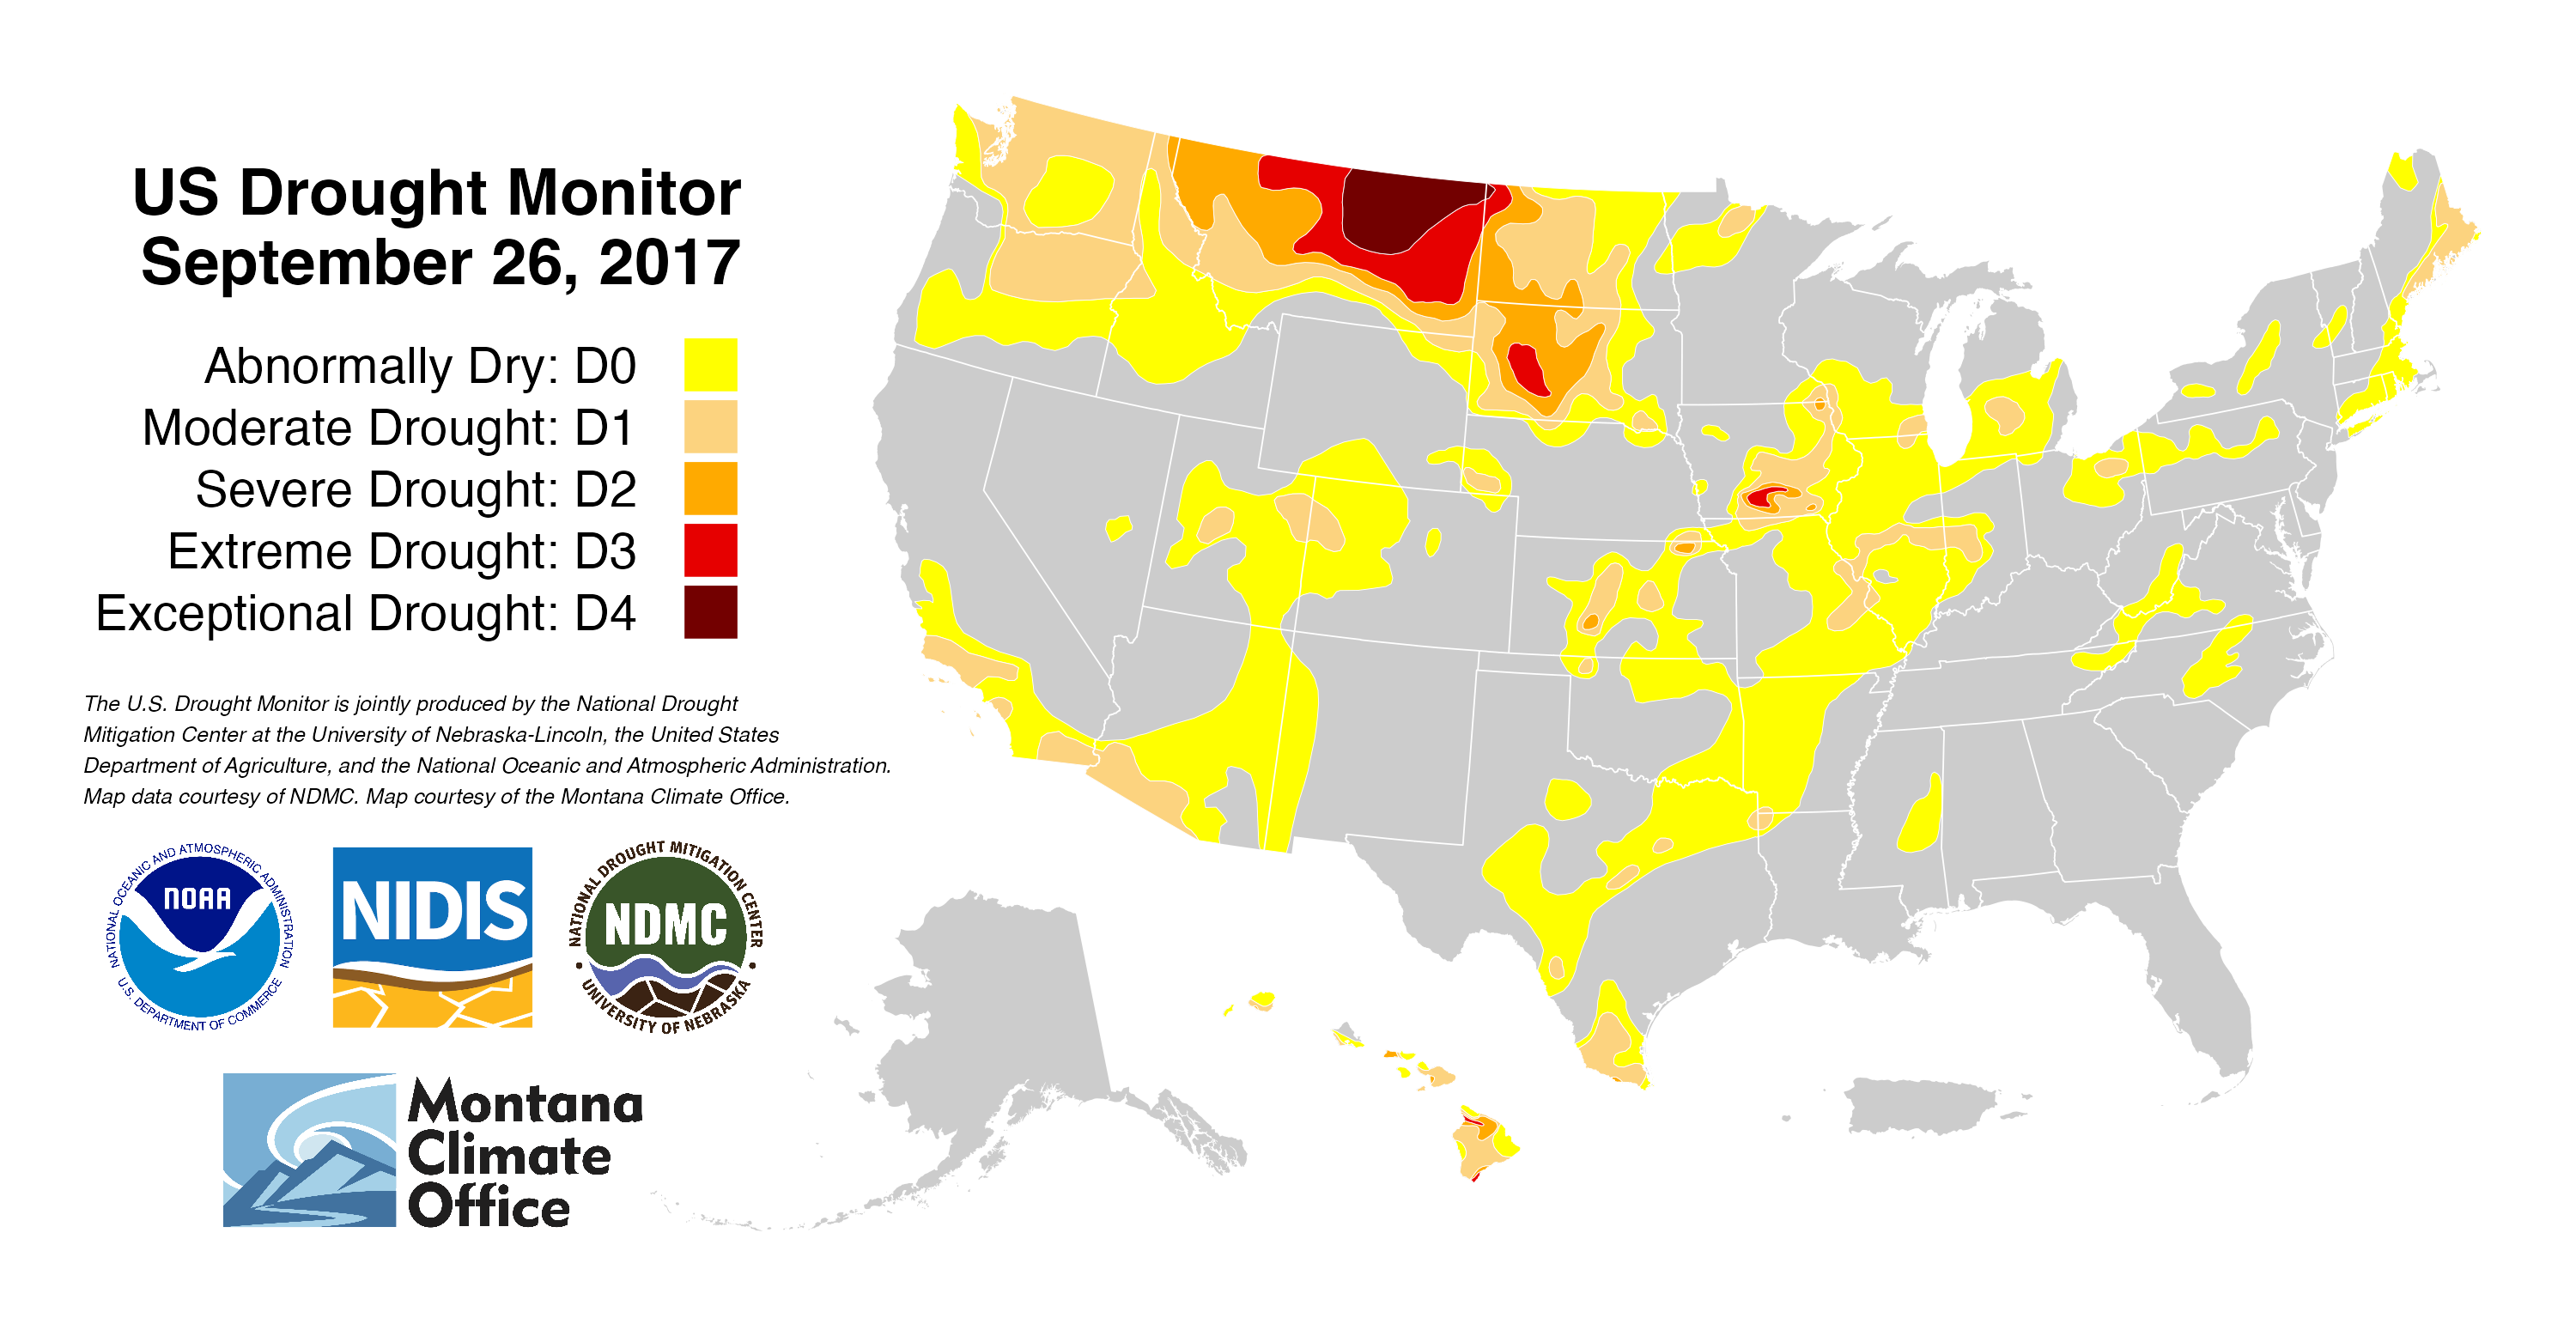 US Drought Monitor
September 26, 2017
Abnormally Dry: D0
Moderate Drought: D1
Severe Drought: D2
Extreme Drought: D3
Exceptional Drought: D4
The U.S. Drought Monitor is jointly produced by the National Drought
Mitigation Center at the University of Nebraska-Lincoln, the United States
Department of Agriculture, and the National Oceanic and Atmospheric Administration.
Map data courtesy of NDMC. Map courtesy of the Montana Climate Office.
NATIONAL OCEANIC AND ATMOSPHERIC ADMINISTRATION
NOAA
U.S. DEPARTMENT OF COMMERCE
NIDIS
NATIONAL DROUGHT MITIGATION CENTER
NDMC
UNIVERSITY OF NEBRASKA
Montana
Climate
Office